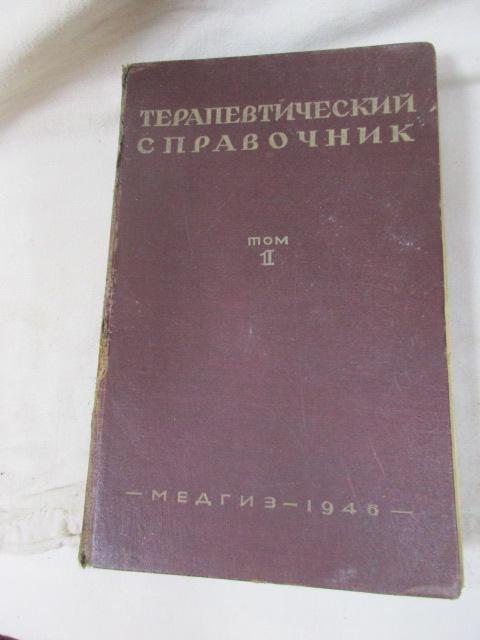 ТЕРАПЕВТИЧЕСКИЙ
СПРАВОЧНИК
том
II
— МЕДГИЗ — 1946 —